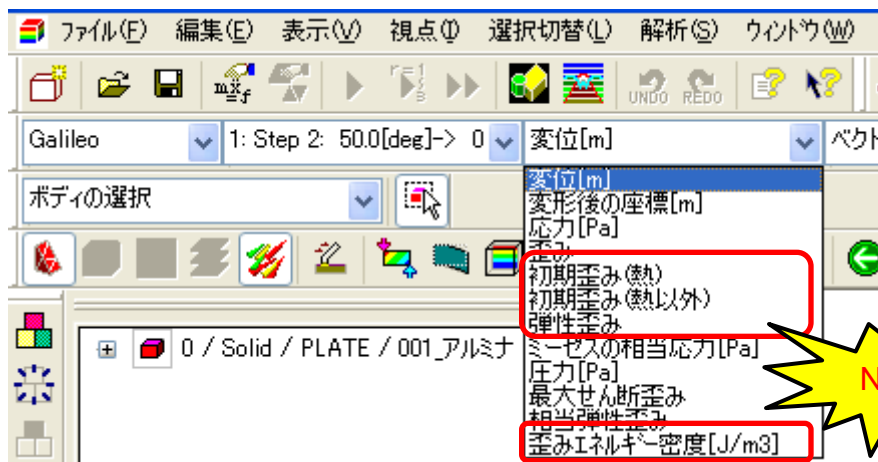 ファイル(F) 編集(E) 表示(V) 視点(I) 選択切替(L) 解析(S) ウィンドウ(W)
UNDO REDO
Galileo 1: Step 2: 50.0[deg]-> 0 変位[m] ベクト
ボディの選択
変位[m]
変形後の座標[m]
応力[Pa]
歪み
初期歪み(熱)
初期歪み(熱以外)
弾性歪み
ミーゼスの相当応力[Pa]
圧力[Pa]
最大せん断歪み
相当弾性歪み
歪みエネルギー密度[J/m3]
0 / Solid / PLATE / 001_アルミナ
N